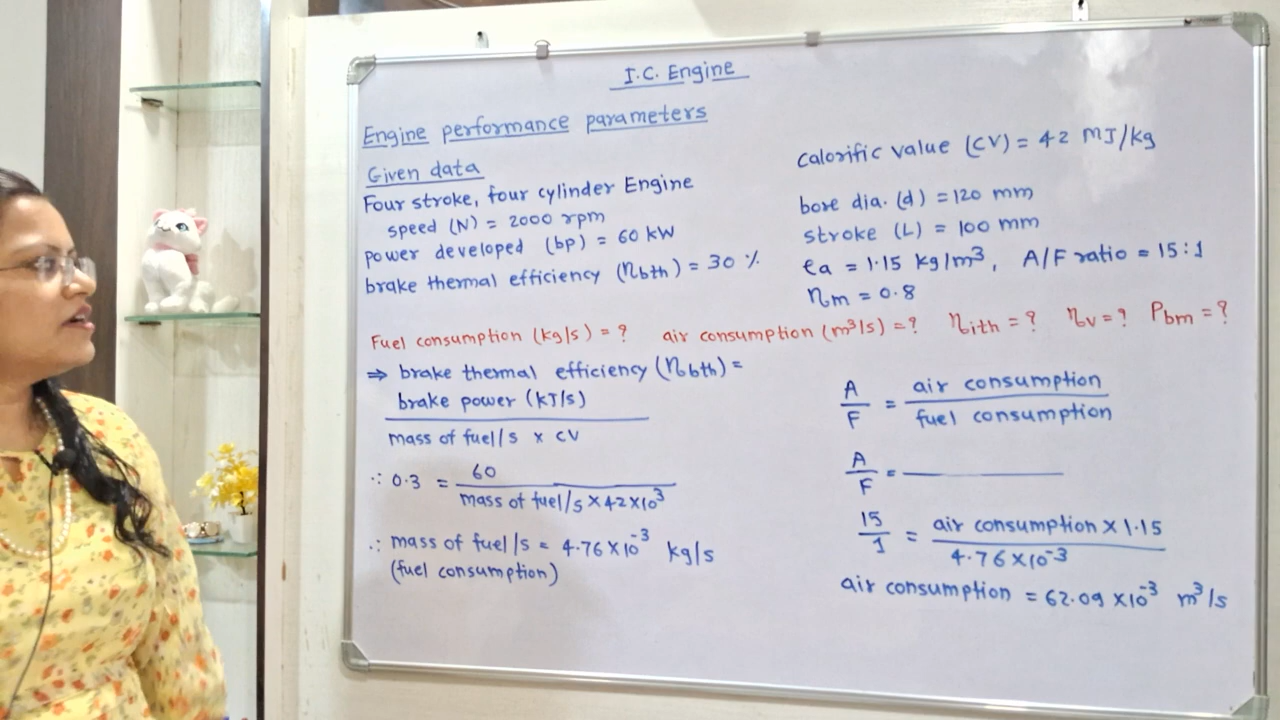 I.C. Engine
Engine performance parameters
Given data
Four stroke, four cylinder Engine
speed (N) = 2000 rpm
power developed (bp) = 60 kW
brake thermal efficiency (ηbth) = 30 %
calorific value (CV) = 42 MJ/kg
bore dia. (d) = 120 mm
stroke (L) = 100 mm
ρa = 1.15 kg/m³, A/F ratio = 15:1
ηm = 0.8
Fuel consumption (kg/s) = ? air consumption (m³/s) = ? ηith = ? ηv = ? Pbm = ?
⇒ brake thermal efficiency (ηbth) =
brake power (kJ/s)
mass of fuel/s × CV
∴ 0.3 = 60
mass of fuel/s × 42 × 10³
∴ mass of fuel/s = 4.76 × 10⁻³ kg/s
(fuel consumption)
A/F = air consumption
fuel consumption
A/F =
15/1 = air consumption × 1.15
4.76 × 10⁻³
air consumption = 62.09 × 10⁻³ m³/s